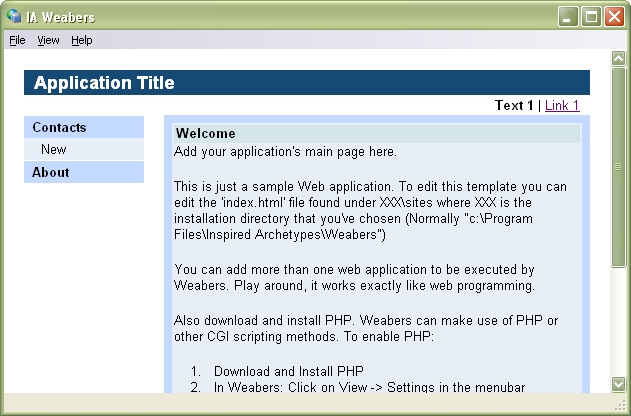 IA Weabers
File View Help
Application Title
Text 1 | Link 1
Contacts
New
About
Welcome
Add your application's main page here.
This is just a sample Web application. To edit this template you can
edit the 'index.html' file found under XXX\sites where XXX is the
installation directory that you've chosen (Normally "c:\Program
Files\Inspired Archetypes\Weabers")
You can add more than one web application to be executed by
Weabers. Play around, it works exactly like web programming.
Also download and install PHP. Weabers can make use of PHP or
other CGI scripting methods. To enable PHP:
1. Download and Install PHP
2. In Weabers: Click on View -> Settings in the menubar